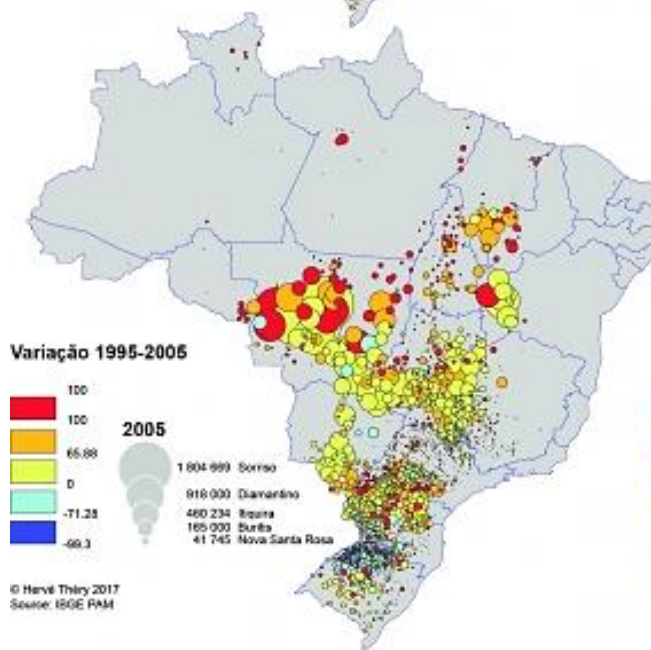 Variação 1995-2005
100
100
65.88
0
-71.28
-99.3
2005
1 804 669 Sorriso
918 000 Diamantino
460 234 Itiquira
165 000 Buritis
41 745 Nova Santa Rosa
© Hervé Théry 2017
Source: IBGE PAM